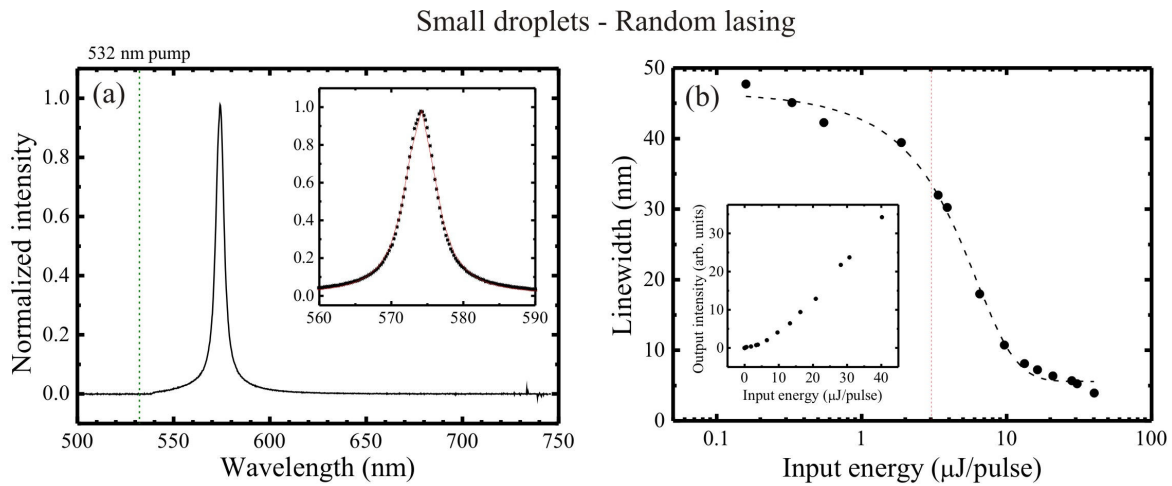 Small droplets - Random lasing
532 nm pump
(a)
Normalized intensity
1.0
0.8
0.6
0.4
0.2
0.0
500 550 600 650 700 750
Wavelength (nm)
1.0
0.8
0.6
0.4
0.2
0.0
560 570 580 590
(b)
Linewidth (nm)
50
40
30
20
10
0
0.1 1 10 100
Input energy (μJ/pulse)
Output intensity (arb. units)
30
20
10
0
0 10 20 30 40
Input energy (μJ/pulse)